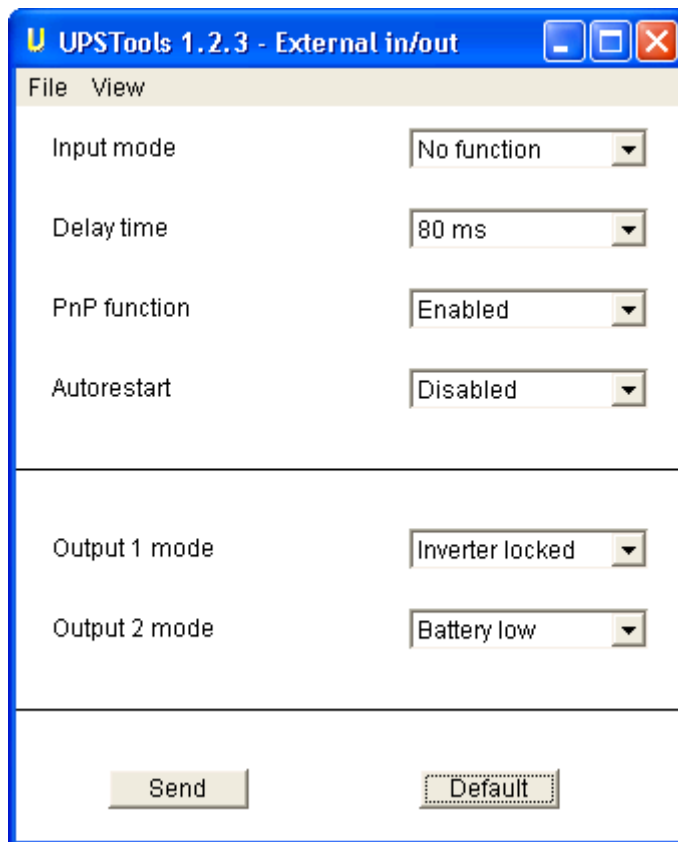 U UPSTools 1.2.3 - External in/out
File View
Input mode No function
Delay time 80 ms
PnP function Enabled
Autorestart Disabled
Output 1 mode Inverter locked
Output 2 mode Battery low
Send Default